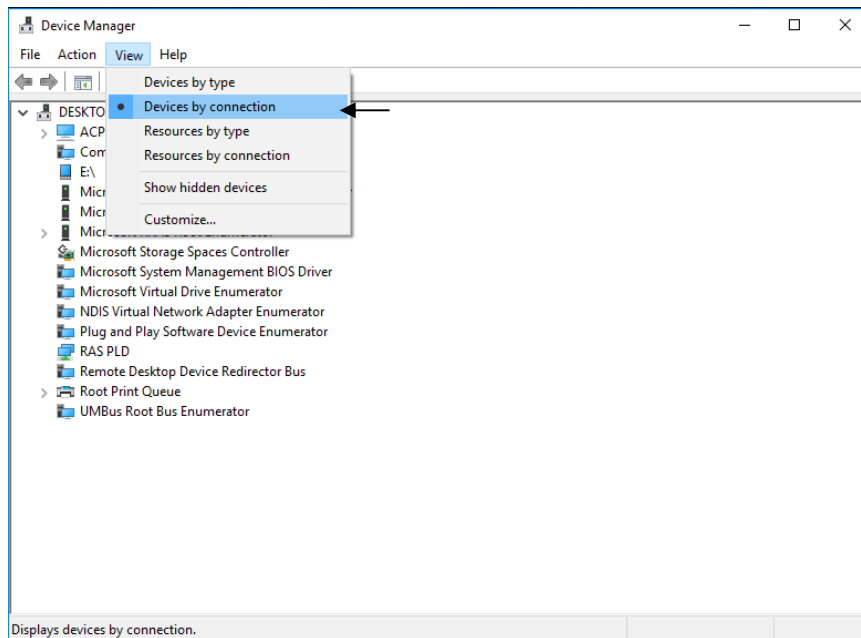 Device Manager
File Action View Help
Devices by type
Devices by connection
Resources by type
Resources by connection
Show hidden devices
Customize...
DESKTO
ACP
Com
E:\
Micr
Micr
Micr
Microsoft Storage Spaces Controller
Microsoft System Management BIOS Driver
Microsoft Virtual Drive Enumerator
NDIS Virtual Network Adapter Enumerator
Plug and Play Software Device Enumerator
RAS PLD
Remote Desktop Device Redirector Bus
Root Print Queue
UMBus Root Bus Enumerator
Displays devices by connection.